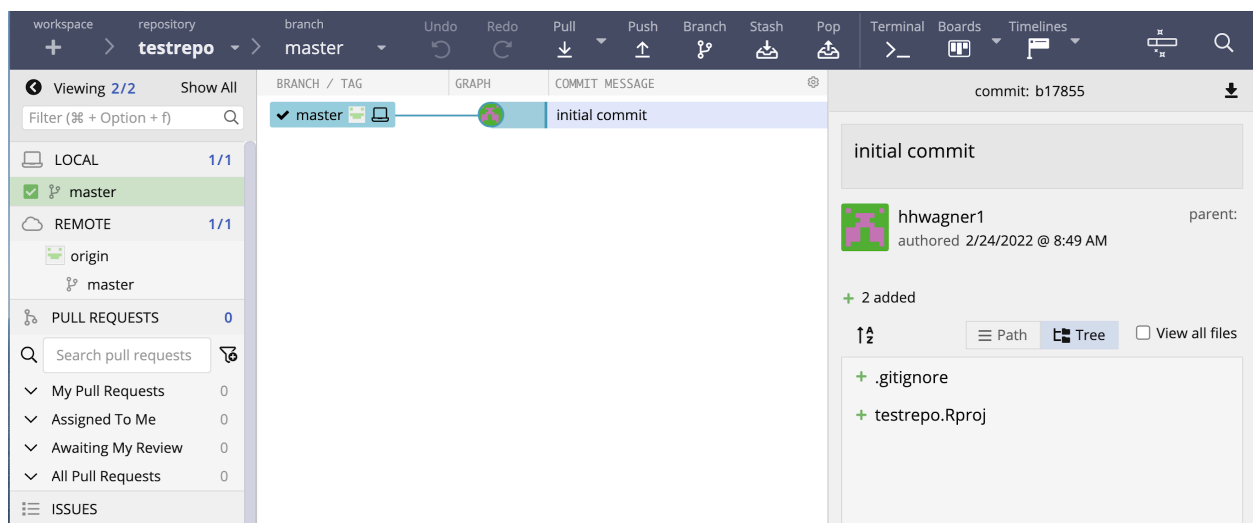 workspace repository branch Undo Redo Pull Push Branch Stash Pop Terminal Boards Timelines
testrepo master
Viewing 2/2 Show All
Filter (⌘ + Option + f)
LOCAL 1/1
master
REMOTE 1/1
origin
master
PULL REQUESTS 0
Search pull requests
My Pull Requests 0
Assigned To Me 0
Awaiting My Review 0
All Pull Requests 0
ISSUES
BRANCH / TAG GRAPH COMMIT MESSAGE
master initial commit
commit: b17855
initial commit
hhwagner1 parent:
authored 2/24/2022 @ 8:49 AM
+ 2 added
A Z Path Tree View all files
+ .gitignore
+ testrepo.Rproj